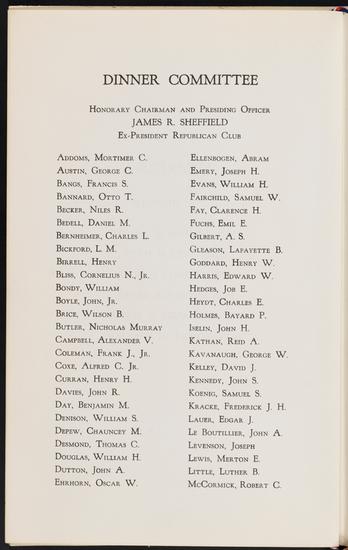 DINNER COMMITTEE
HONORARY CHAIRMAN AND PRESIDING OFFICER
JAMES R. SHEFFIELD
EX-PRESIDENT REPUBLICAN CLUB
ADDOMS, MORTIMER C.
AUSTIN, GEORGE C.
BANGS, FRANCIS S.
BANNARD, OTTO T.
BECKER, NILES R.
BEDELL, DANIEL M.
BERNHEIMER, CHARLES L.
BICKFORD, L. M.
BIRRELL, HENRY
BLISS, CORNELIUS N., JR.
BONDY, WILLIAM
BOYLE, JOHN, JR.
BRICE, WILSON B.
BUTLER, NICHOLAS MURRAY
CAMPBELL, ALEXANDER V.
COLEMAN, FRANK J., JR.
COXE, ALFRED C. JR.
CURRAN, HENRY H.
DAVIES, JOHN R.
DAY, BENJAMIN M.
DENISON, WILLIAM S.
DEPEW, CHAUNCEY M.
DESMOND, THOMAS C.
DOUGLAS, WILLIAM H.
DUTTON, JOHN A.
EHRHORN, OSCAR W.
ELLENBOGEN, ABRAM
EMERY, JOSEPH H.
EVANS, WILLIAM H.
FAIRCHILD, SAMUEL W.
FAY, CLARENCE H.
FUCHS, EMIL E.
GILBERT, A. S.
GLEASON, LAFAYETTE B.
GODDARD, HENRY W.
HARRIS, EDWARD W.
HEDGES, JOB E.
HEYDT, CHARLES E.
HOLMES, BAYARD P.
ISELIN, JOHN H.
KATHAN, REID A.
KAVANAUGH, GEORGE W.
KELLEY, DAVID J.
KENNEDY, JOHN S.
KOENIG, SAMUEL S.
KRACKE, FREDERICK J. H.
LAUER, EDGAR J.
LE BOUTILLIER, JOHN A.
LEVENSON, JOSEPH
LEWIS, MERTON E.
LITTLE, LUTHER B.
MCCORMICK, ROBERT C.